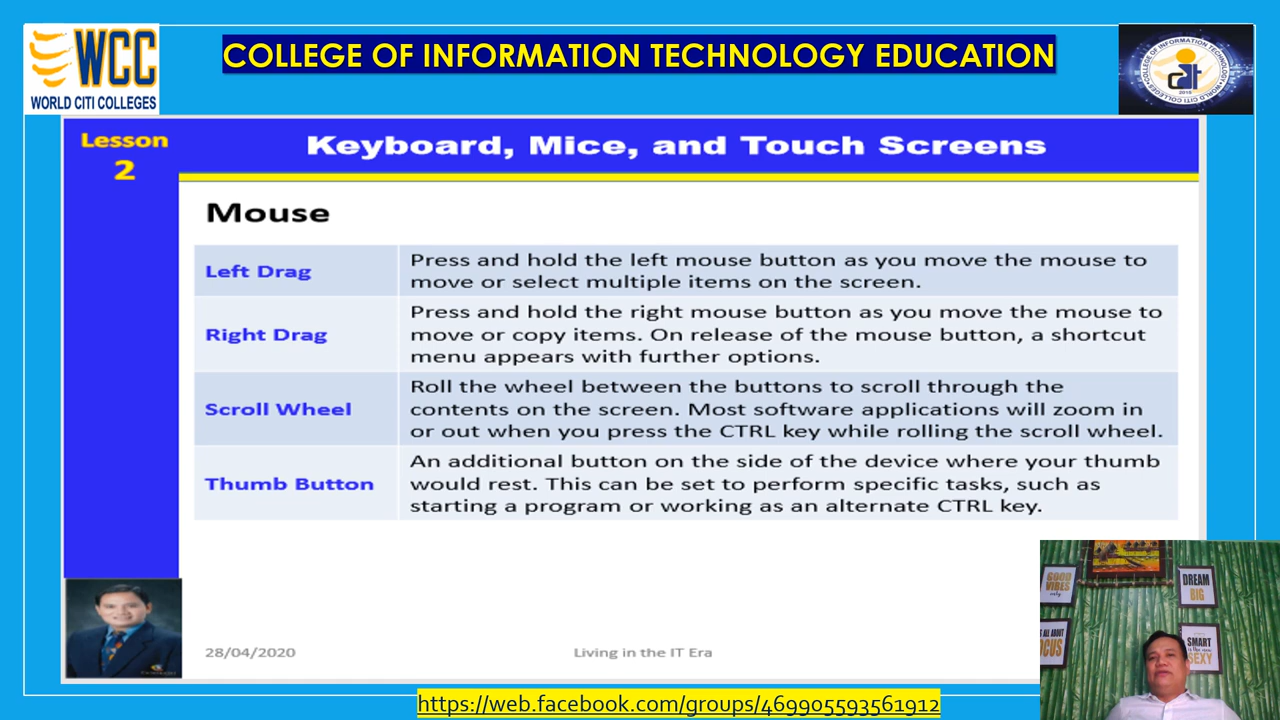 WCC
WORLD CITI COLLEGES
COLLEGE OF INFORMATION TECHNOLOGY EDUCATION
Lesson
2
Keyboard, Mice, and Touch Screens
Mouse
Left Drag
Press and hold the left mouse button as you move the mouse to
move or select multiple items on the screen.
Right Drag
Press and hold the right mouse button as you move the mouse to
move or copy items. On release of the mouse button, a shortcut
menu appears with further options.
Scroll Wheel
Roll the wheel between the buttons to scroll through the
contents on the screen. Most software applications will zoom in
or out when you press the CTRL key while rolling the scroll wheel.
Thumb Button
An additional button on the side of the device where your thumb
would rest. This can be set to perform specific tasks, such as
starting a program or working as an alternate CTRL key.
GOOD
VIBES
only
DREAM
BIG
ALL ABOUT
SMART
SEXY
28/04/2020
Living in the IT Era
https://web.facebook.com/groups/469905593561912